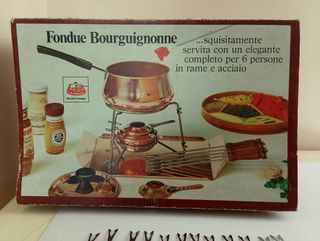 Fondue Bourguignonne
...squisitamente
servita con un elegante
completo per 6 persone
in rame e acciaio